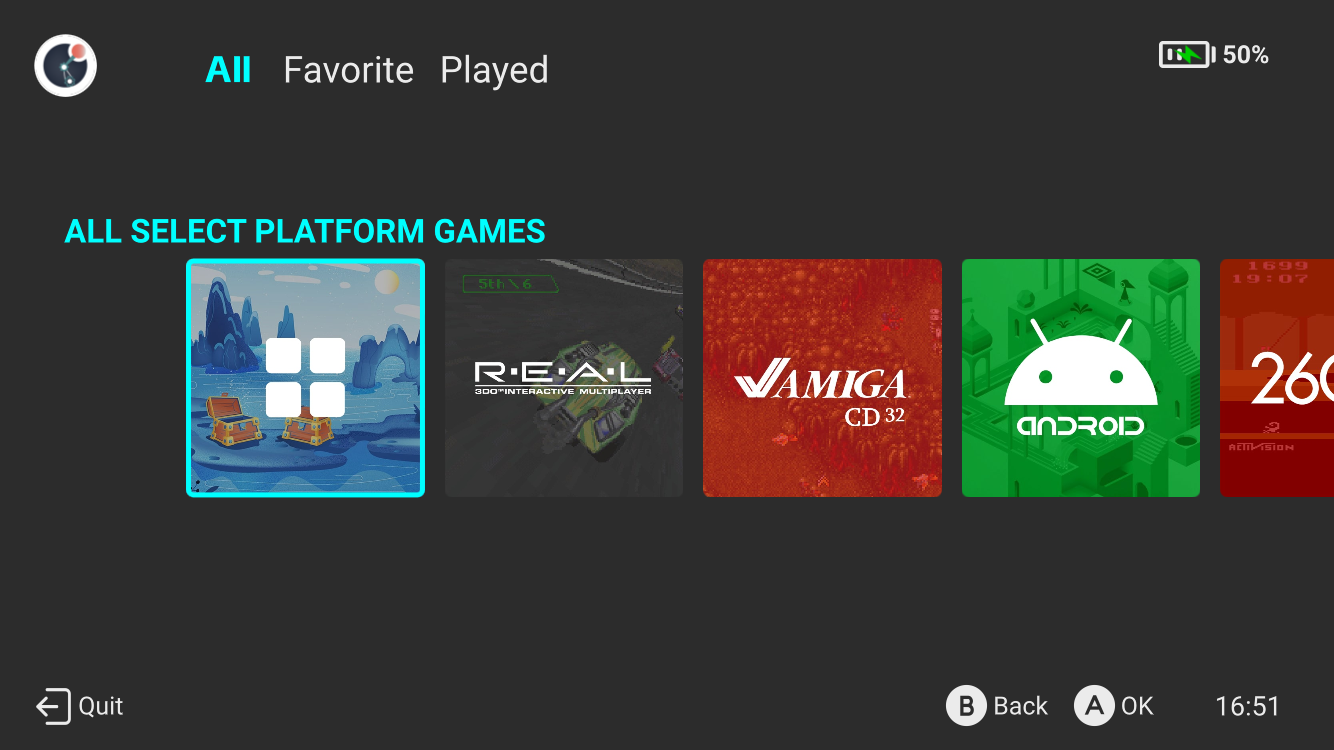 All Favorite Played
50%
ALL SELECT PLATFORM GAMES
5th \ 6
R·E·A·L
3DO™ INTERACTIVE MULTIPLAYER
AMIGA
CD 32
ANDROID
1699
19:07
260
ACTIVISION
Quit
B Back A OK 16:51